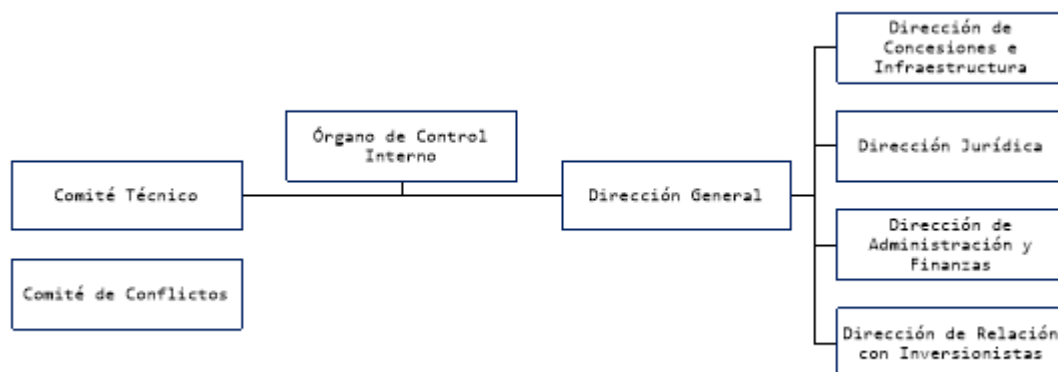 Comité Técnico
Comité de Conflictos
Órgano de Control
Interno
Dirección General
Dirección de
Concesiones e
Infraestructura
Dirección Jurídica
Dirección de
Administración y
Finanzas
Dirección de Relación
con Inversionistas